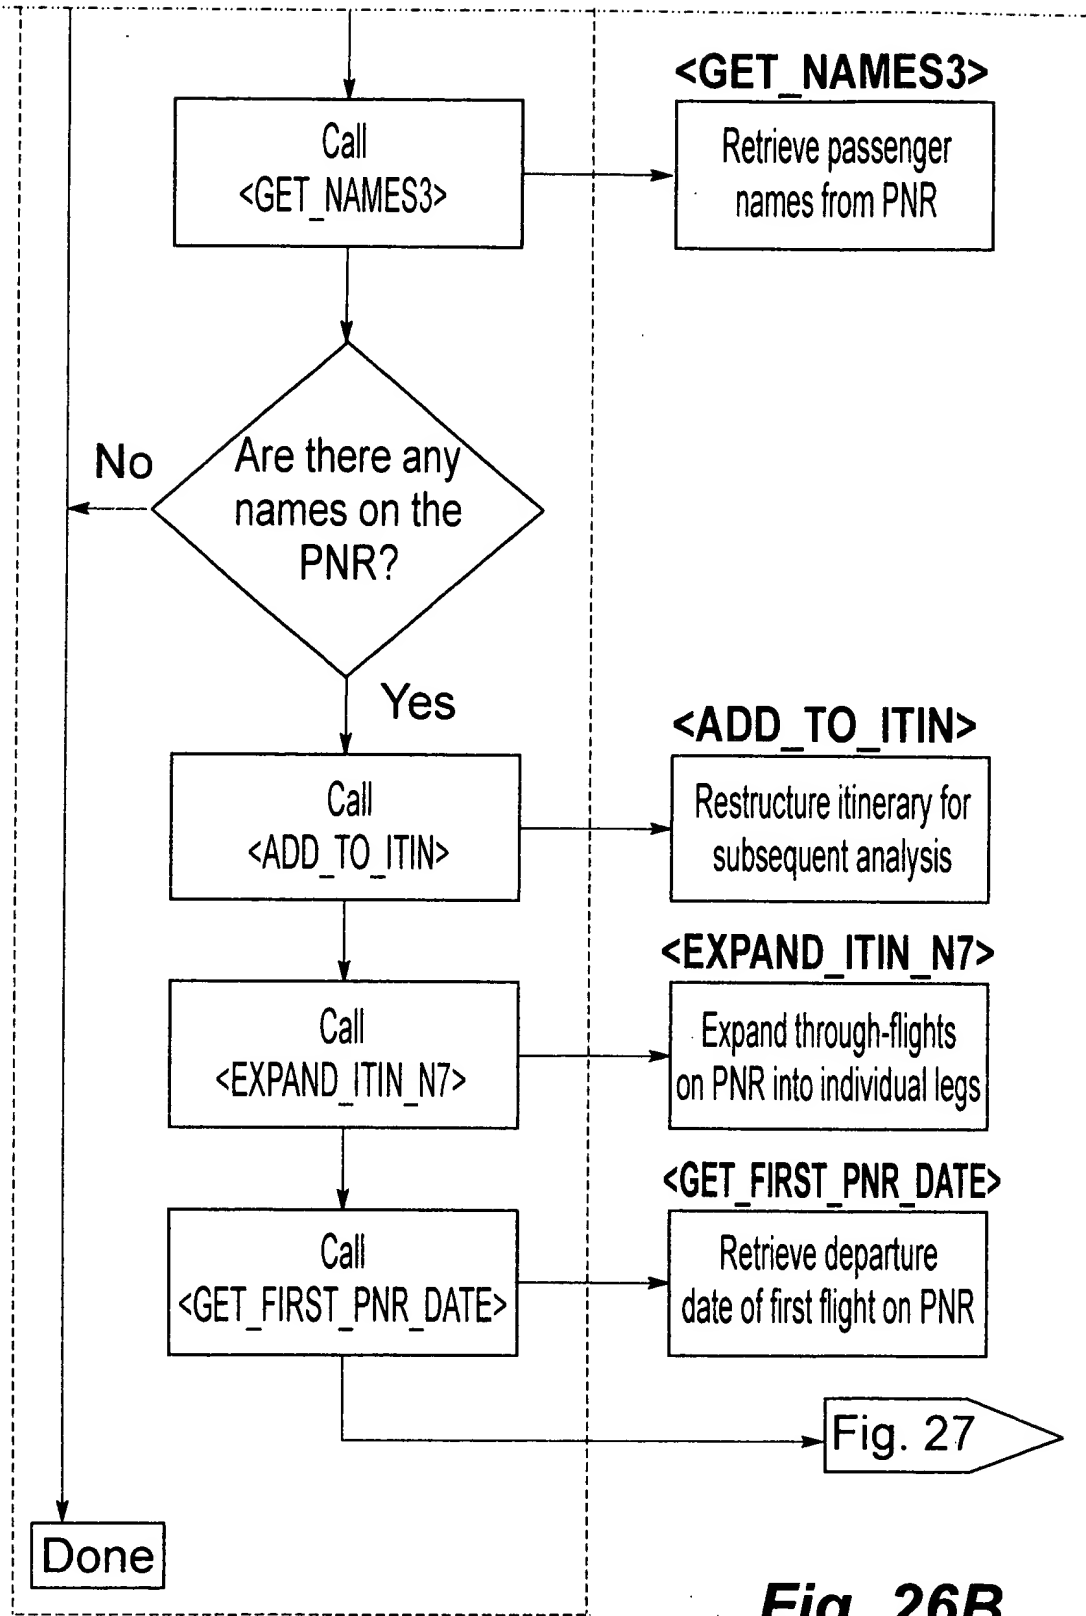 <GET_NAMES3>
Call
<GET_NAMES3>
Retrieve passenger
names from PNR
No
Are there any
names on the
PNR?
Yes
<ADD_TO_ITIN>
Call
<ADD_TO_ITIN>
Restructure itinerary for
subsequent analysis
<EXPAND_ITIN_N7>
Call
<EXPAND_ITIN_N7>
Expand through-flights
on PNR into individual legs
<GET_FIRST_PNR_DATE>
Call
<GET_FIRST_PNR_DATE>
Retrieve departure
date of first flight on PNR
Fig. 27
Done
Fig. 26B